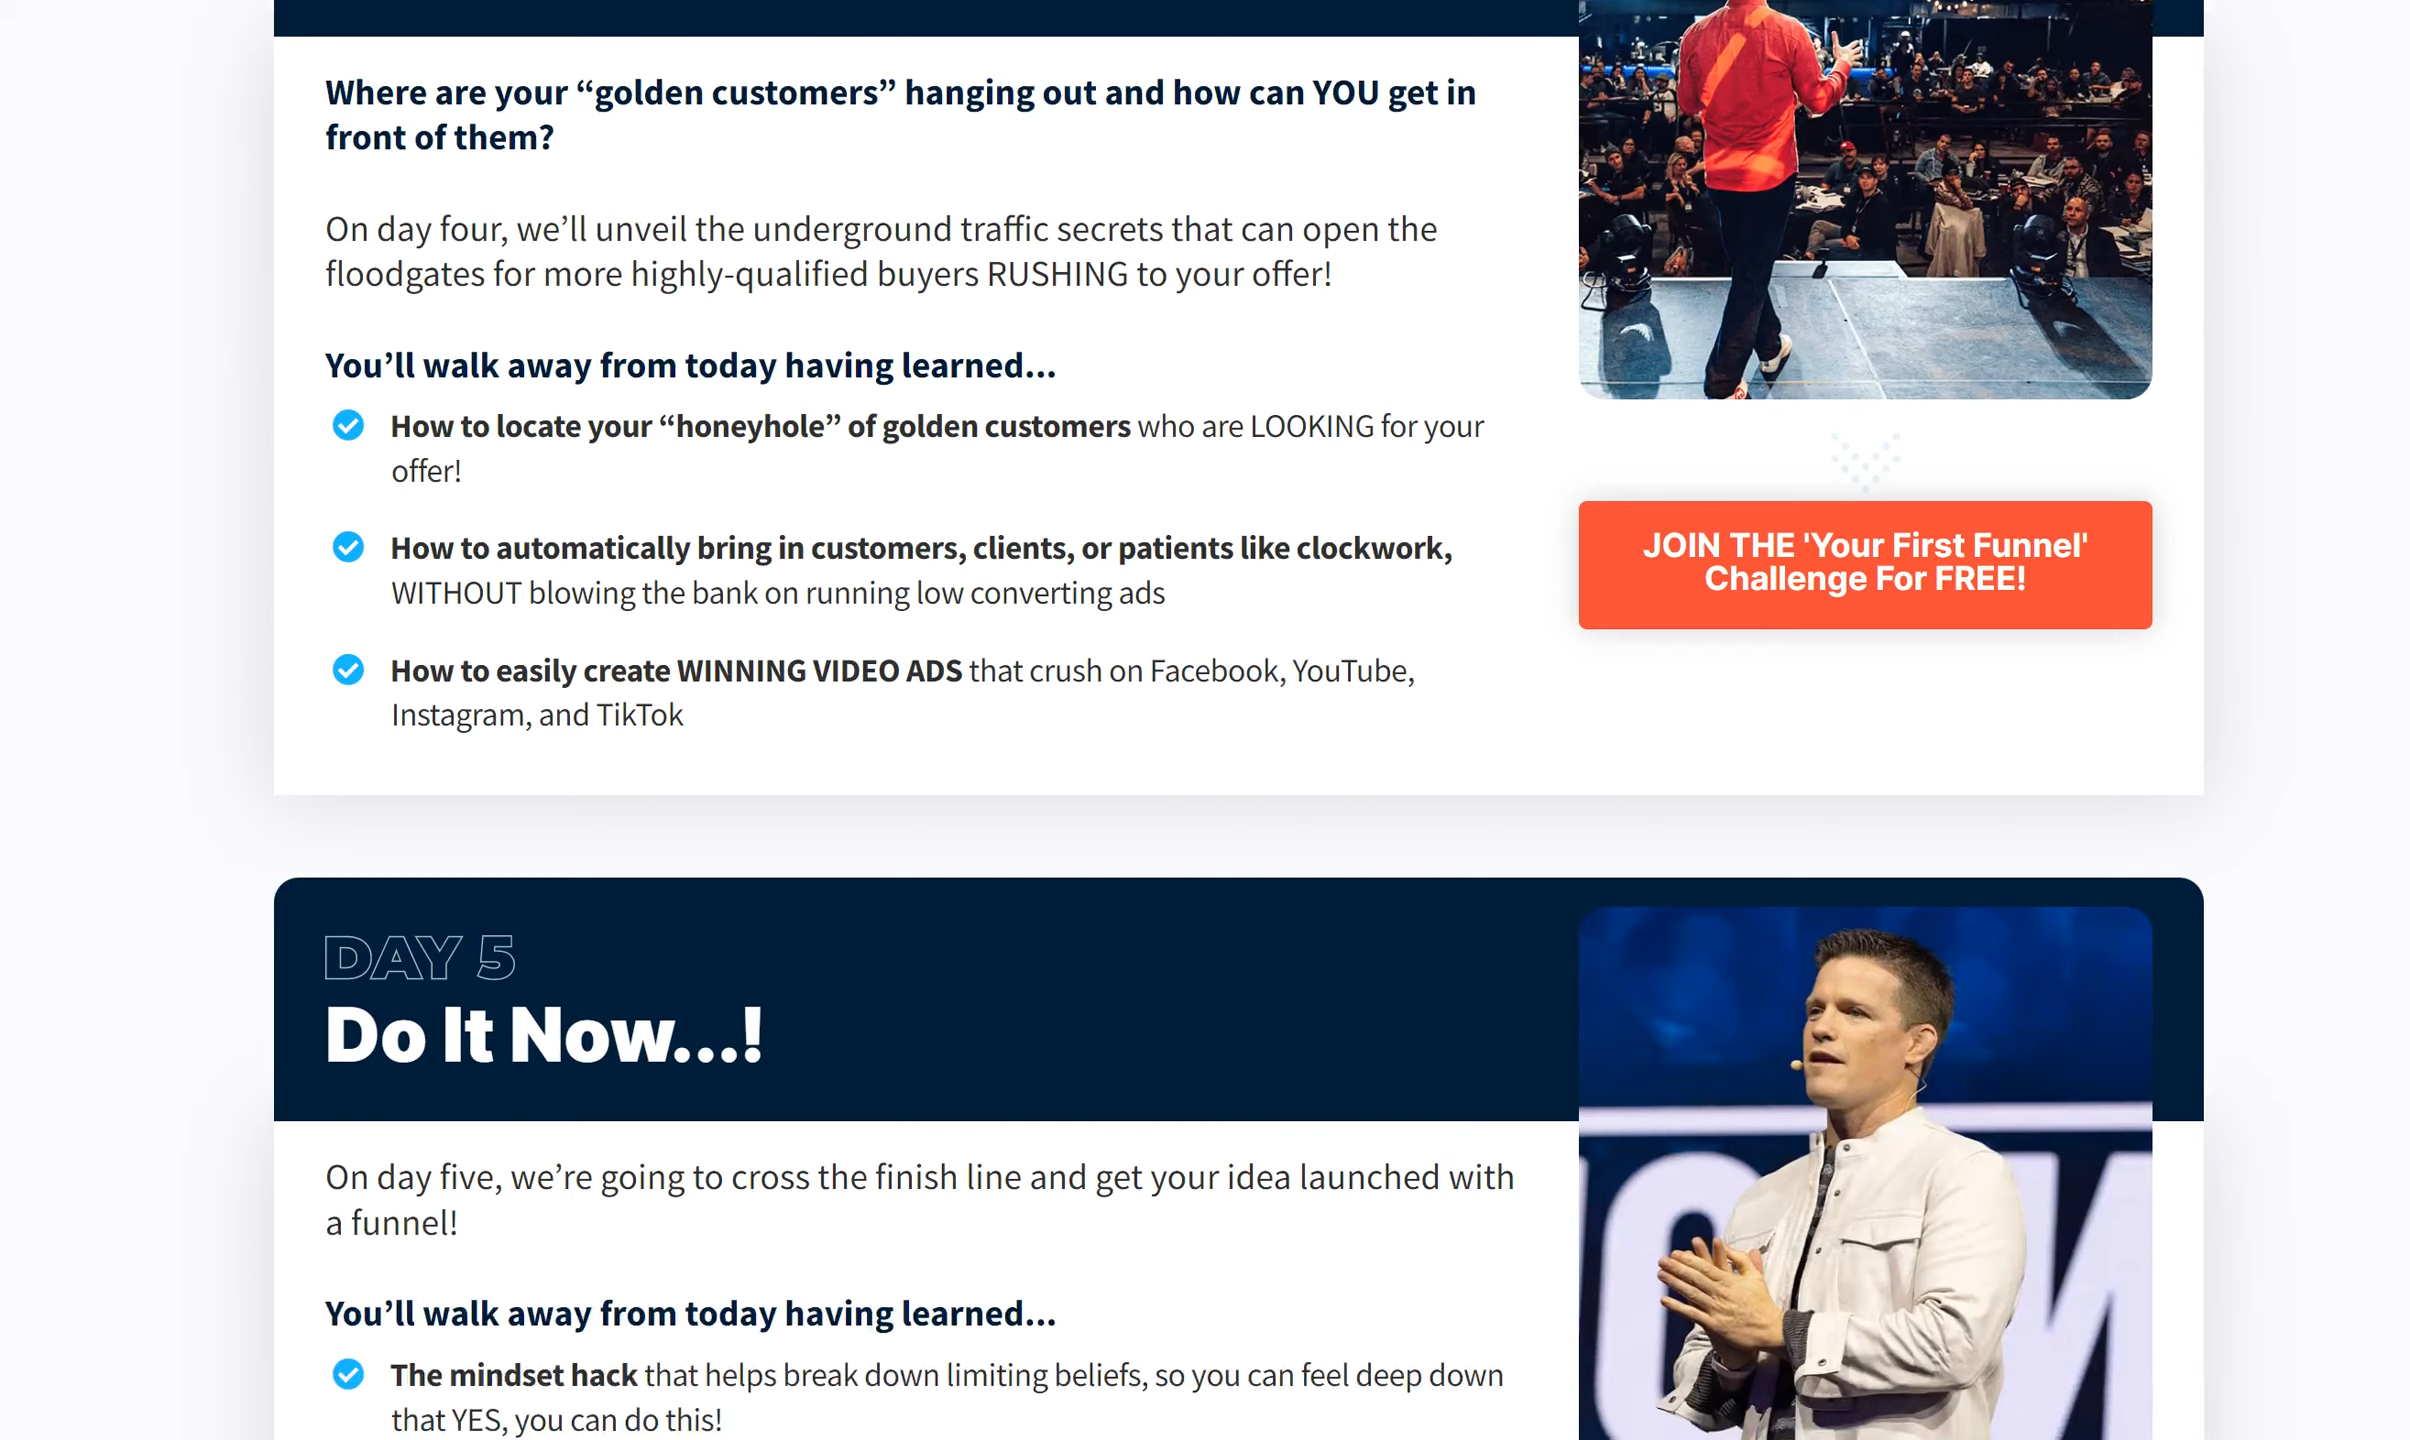 Where are your “golden customers” hanging out and how can YOU get in
front of them?
On day four, we’ll unveil the underground traffic secrets that can open the
floodgates for more highly-qualified buyers RUSHING to your offer!
You’ll walk away from today having learned...
How to locate your “honeyhole” of golden customers who are LOOKING for your
offer!
How to automatically bring in customers, clients, or patients like clockwork,
WITHOUT blowing the bank on running low converting ads
How to easily create WINNING VIDEO ADS that crush on Facebook, YouTube,
Instagram, and TikTok
JOIN THE 'Your First Funnel'
Challenge For FREE!
DAY 5
Do It Now...!
On day five, we’re going to cross the finish line and get your idea launched with
a funnel!
You’ll walk away from today having learned...
The mindset hack that helps break down limiting beliefs, so you can feel deep down
that YES, you can do this!